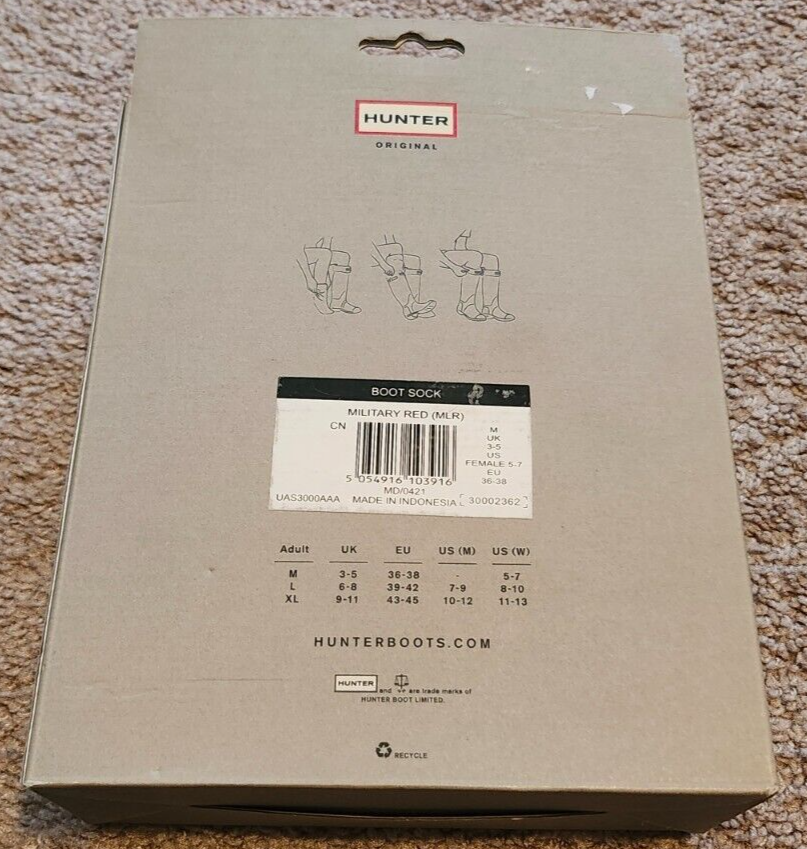 HUNTER
ORIGINAL
BOOT SOCK
MILITARY RED (MLR)
CN
M
UK
3-5
US
FEMALE 5-7
EU
36-38
5 054916 103916
MD/0421
UAS3000AAA MADE IN INDONESIA 30002362
Adult UK EU US (M) US (W)
M 3-5 36-38 - 5-7
L 6-8 39-42 7-9 8-10
XL 9-11 43-45 10-12 11-13
HUNTERBOOTS.COM
HUNTER and are trade marks of
HUNTER BOOT LIMITED.
RECYCLE